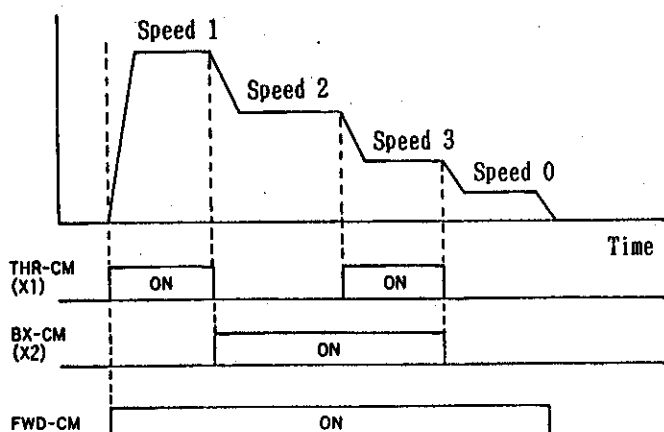 Speed 1
Speed 2
Speed 3
Speed 0
Time
THR-CM
(X1)
ON
ON
BX-CM
(X2)
ON
FWD-CM
ON